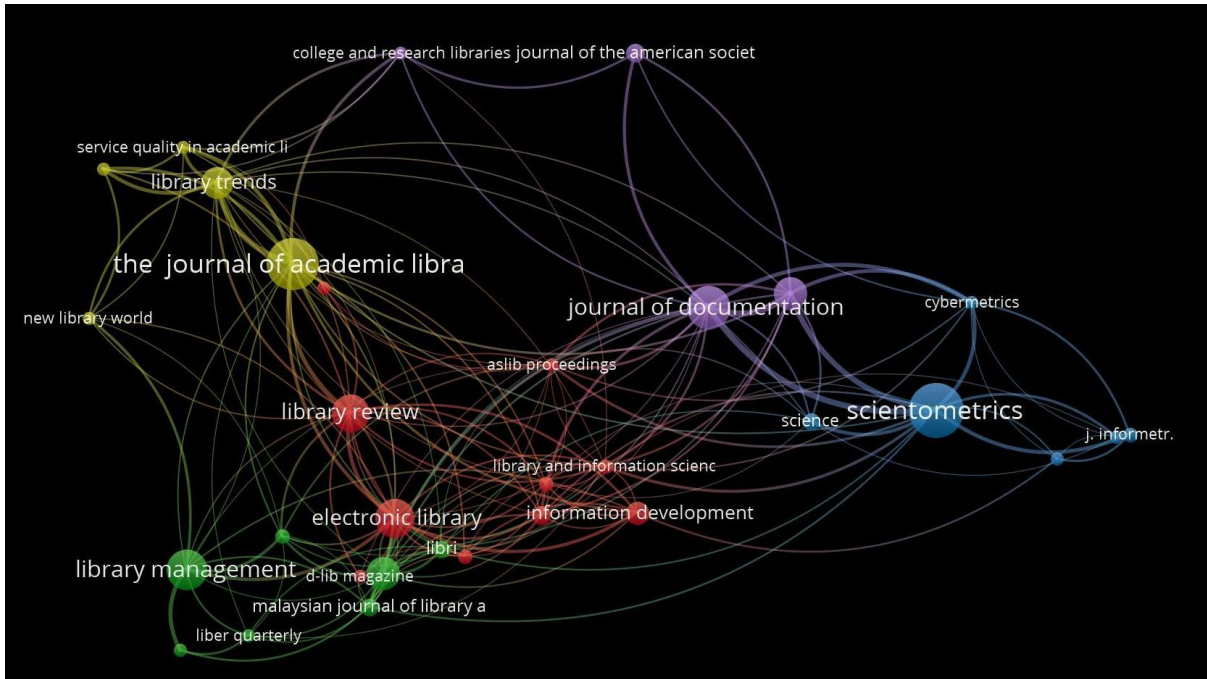 college and research libraries
journal of the american societ
service quality in academic li
library trends
the journal of academic libra
new library world
journal of documentation
cybermetrics
aslib proceedings
library review
scientometrics
science
j. informetr.
library and information scienc
electronic library
information development
libri
library management
d-lib magazine
malaysian journal of library a
liber quarterly